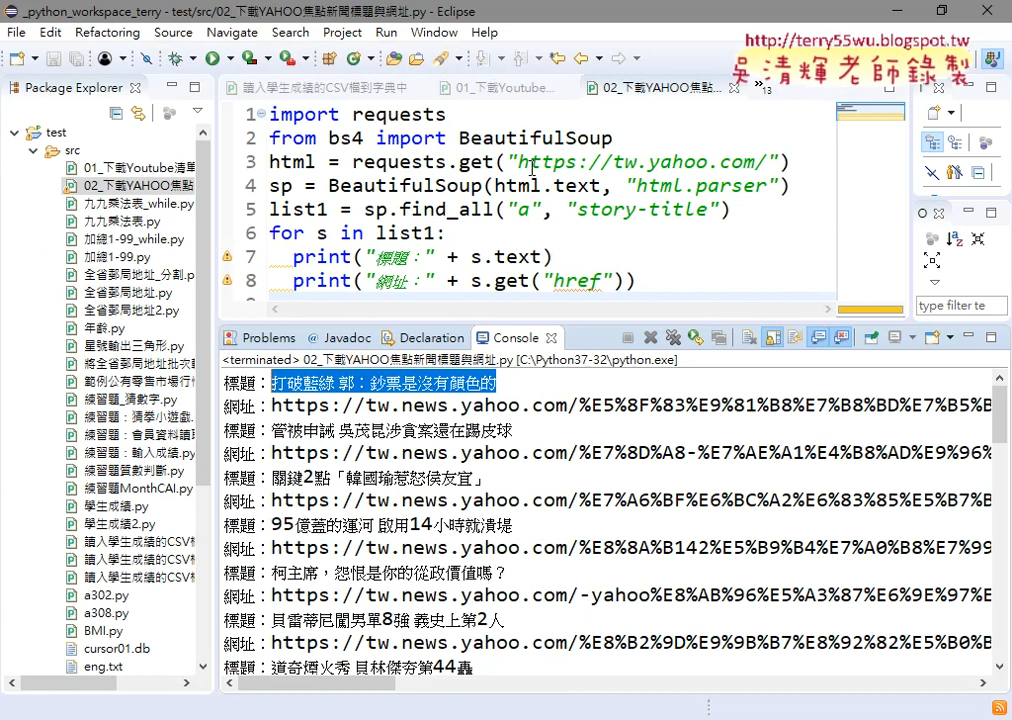 _python_workspace_terry - test/src/02_下載YAHOO焦點新聞標題與網址.py - Eclipse
File Edit Refactoring Source Navigate Search Project Run Window Help
http://terry55wu.blogspot.tw
吳清輝老師錄製
Package Explorer
讀入學生成績的CSV檔到字典中
01_下載Youtube...
02_下載YAHOO焦點...
13
test
src
01_下載Youtube清單
02_下載YAHOO焦點
九九乘法表_while.py
九九乘法表.py
加總1-99_while.py
加總1-99.py
全省郵局地址_分割.p
全省郵局地址.py
全省郵局地址2.py
年齡.py
星號輸出三角形.py
將全省郵局地址批次
範例公有零售市場行
練習題_猜數字.py
練習題：猜拳小遊戲.
練習題：會員資料請
練習題：輸入成績.py
練習題質數判斷.py
練習題MonthCAl.py
學生成績.py
學生成績2.py
讀入學生成績的CSV檔
讀入學生成績的CSV檔
讀入學生成績的CSV檔
a302.py
a308.py
BMI.py
cursor01.db
eng.txt
1 import requests
2 from bs4 import BeautifulSoup
3 html = requests.get("https://tw.yahoo.com/")
4 sp = BeautifulSoup(html.text, "html.parser")
5 list1 = sp.find_all("a", "story-title")
6 for s in list1:
7 print("標題：" + s.text)
8 print("網址：" + s.get("href"))
type filter te
Problems Javadoc Declaration Console
<terminated> 02_下載YAHOO焦點新聞標題與網址.py [C:\Python37-32\python.exe]
標題：打破藍綠 郭：鈔票是沒有顏色的
網址：https://tw.news.yahoo.com/%E5%8F%83%E9%81%B8%E7%B8%BD%E7%B5%B
標題：管被申誡 吳茂昆涉貪案還在踢皮球
網址：https://tw.news.yahoo.com/%E7%8D%A8-%E7%AE%A1%E4%B8%AD%E9%96%
標題：關鍵2點「韓國瑜惹怒侯友宜」
網址：https://tw.news.yahoo.com/%E7%A6%BF%E6%BC%A2%E6%83%85%E5%B7%B
標題：95億蓋的運河 啟用14小時就潰堤
網址：https://tw.news.yahoo.com/%E8%8A%B142%E5%B9%B4%E7%A0%B8%E7%99
標題：柯主席，怨恨是你的從政價值嗎？
網址：https://tw.news.yahoo.com/-yahoo%E8%AB%96%E5%A3%87%E6%9E%97%E
標題：貝雷蒂尼闖男單8強 義史上第2人
網址：https://tw.news.yahoo.com/%E8%B2%9D%E9%9B%B7%E8%92%82%E5%B0%B
標題：道奇煙火秀 貝林傑夯第44轟